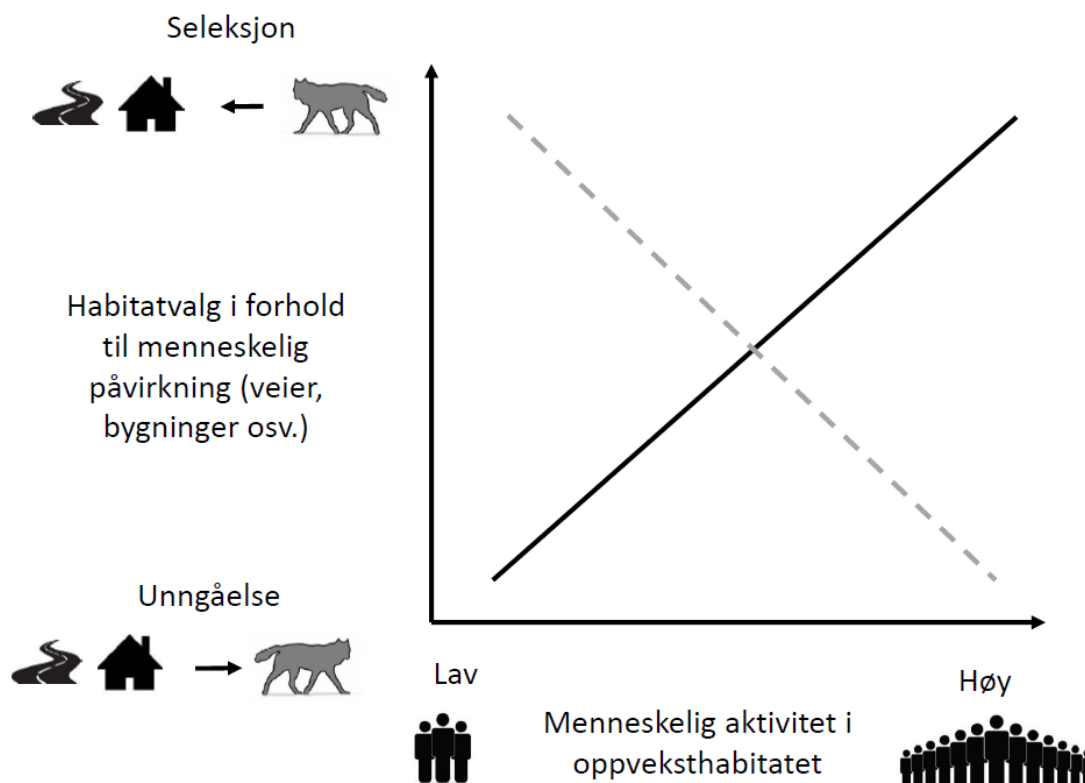 Seleksjon
Habitatvalg i forhold
til menneskelig
påvirkning (veier,
bygninger osv.)
Unngåelse
Lav
Høy
Menneskelig aktivitet i
oppveksthabitatet